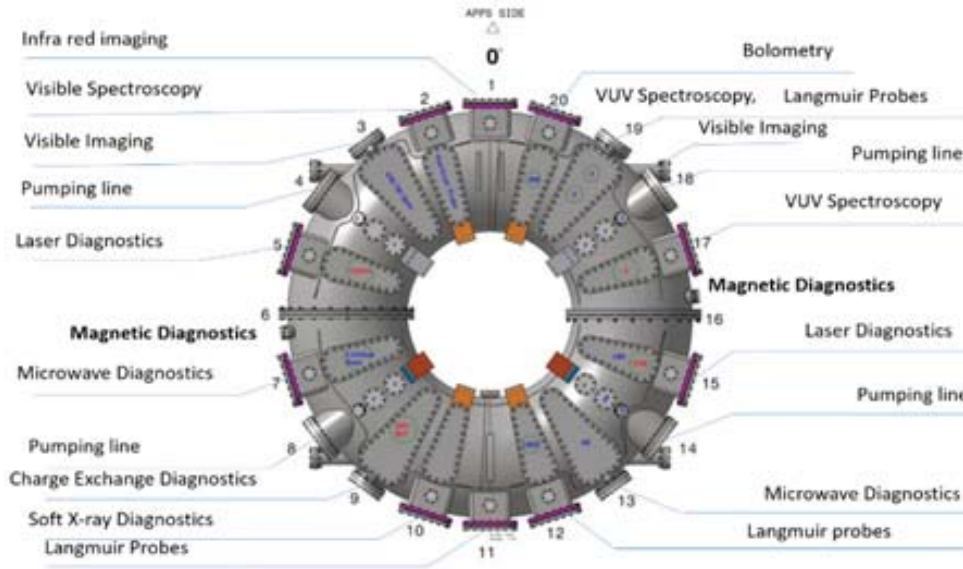 APPS SIDE
0°
Infra red imaging
1
Bolometry
Visible Spectroscopy
2
20
VUV Spectroscopy, Langmuir Probes
Visible Imaging
3
19
Visible Imaging
Pumping line
4
18
Pumping line
Laser Diagnostics
5
17
VUV Spectroscopy
Magnetic Diagnostics
6
16
Magnetic Diagnostics
Microwave Diagnostics
7
15
Laser Diagnostics
Pumping line
8
14
Pumping line
Charge Exchange Diagnostics
9
13
Microwave Diagnostics
Soft X-ray Diagnostics
10
12
Langmuir probes
Langmuir Probes
11